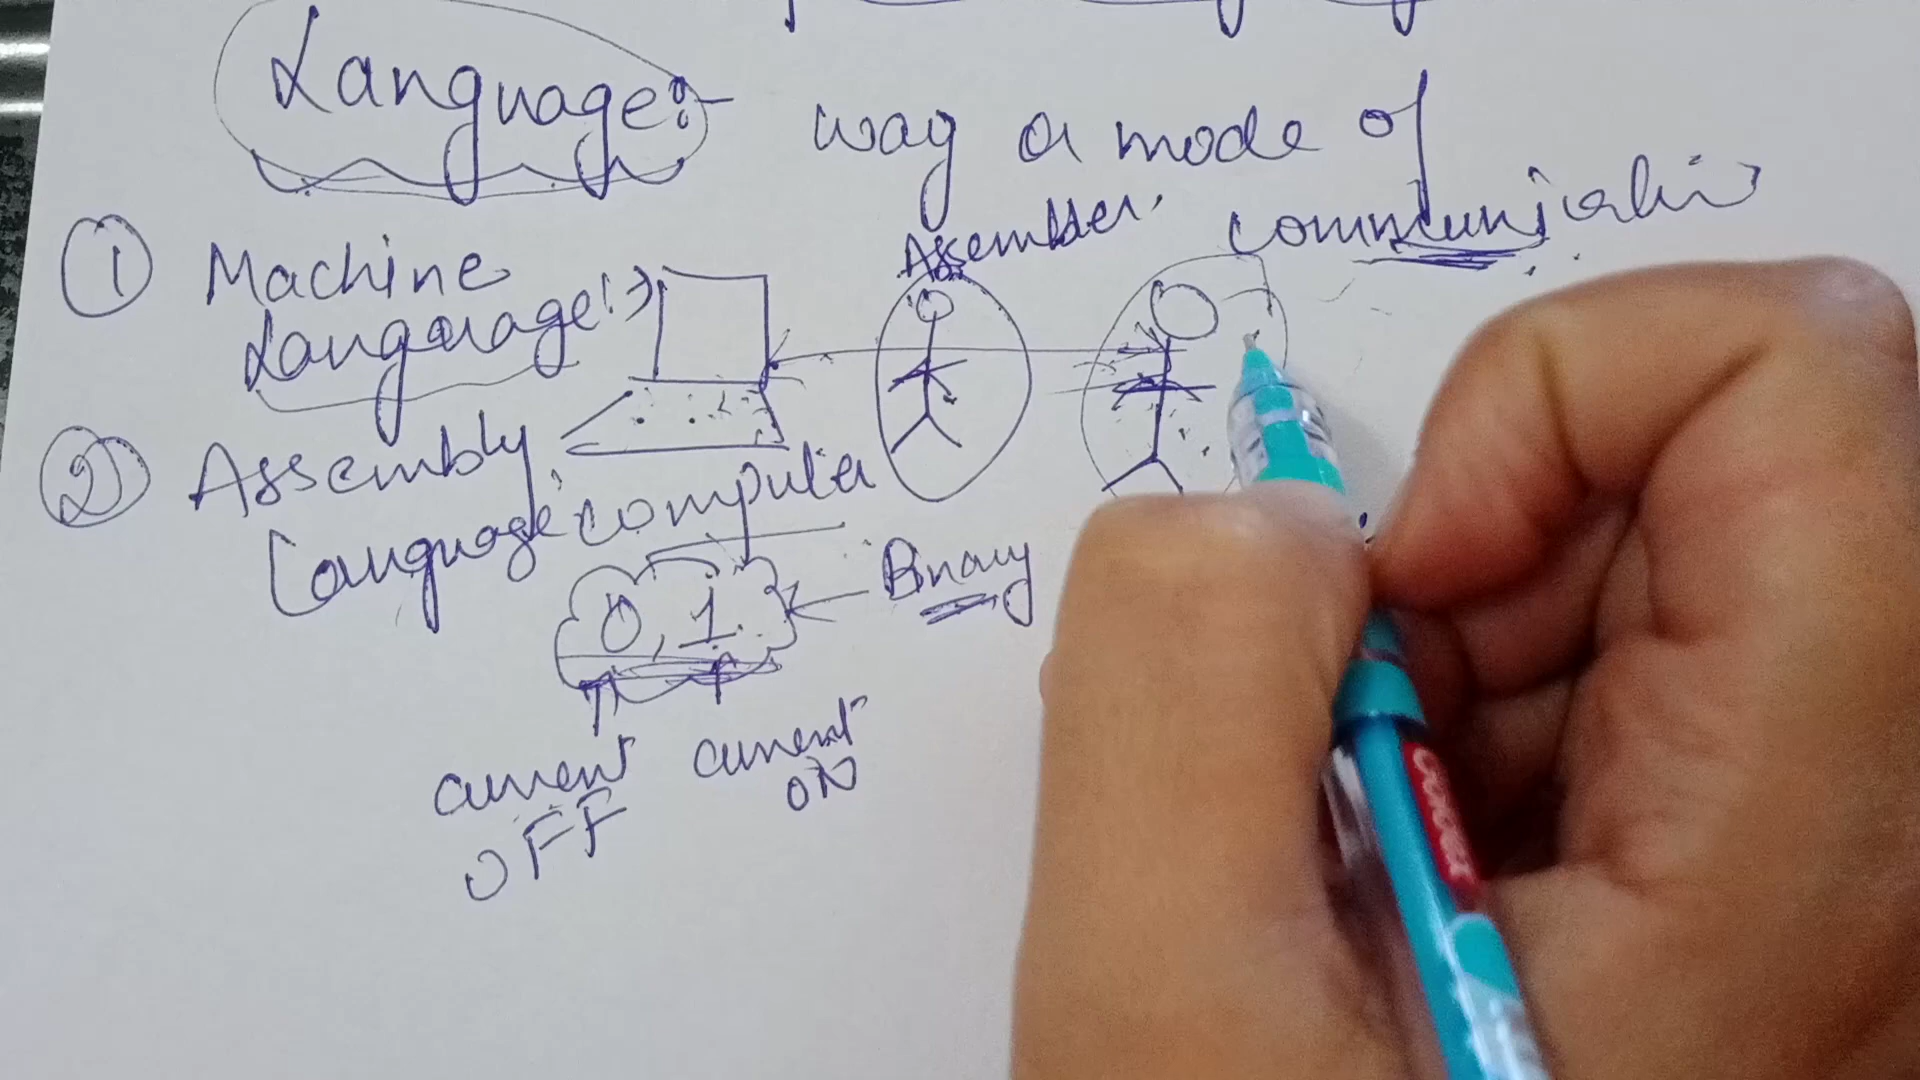 Language:- way or mode of
communication
① Machine
Language:→
Assembler.
② Assembly
Language:
computer
0, 1
Binary
current
OFF
current
ON
cello